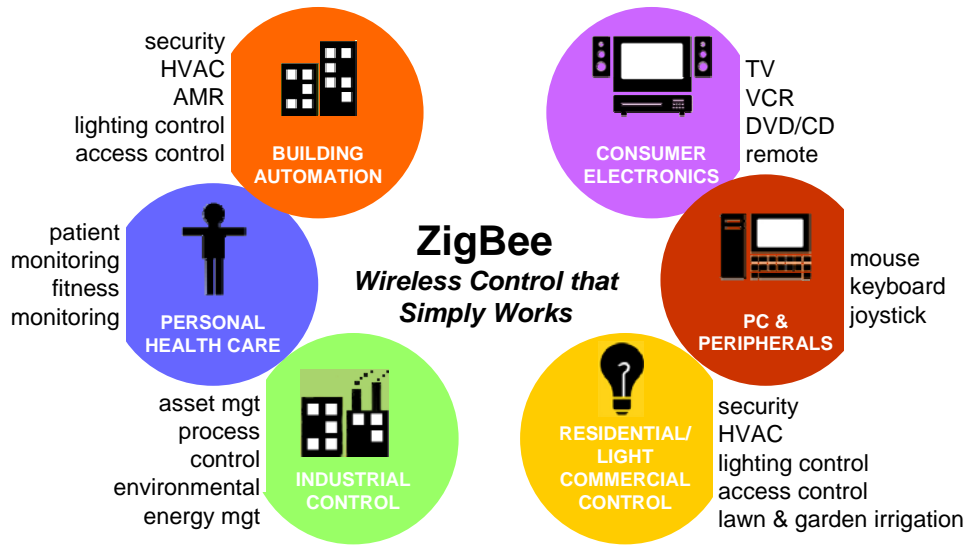 security
HVAC
AMR
lighting control
access control
BUILDING
AUTOMATION
CONSUMER
ELECTRONICS
TV
VCR
DVD/CD
remote
patient
monitoring
fitness
monitoring
PERSONAL
HEALTH CARE
ZigBee
Wireless Control that
Simply Works
PC &
PERIPHERALS
mouse
keyboard
joystick
asset mgt
process
control
environmental
energy mgt
INDUSTRIAL
CONTROL
?
RESIDENTIAL/
LIGHT
COMMERCIAL
CONTROL
security
HVAC
lighting control
access control
lawn & garden irrigation